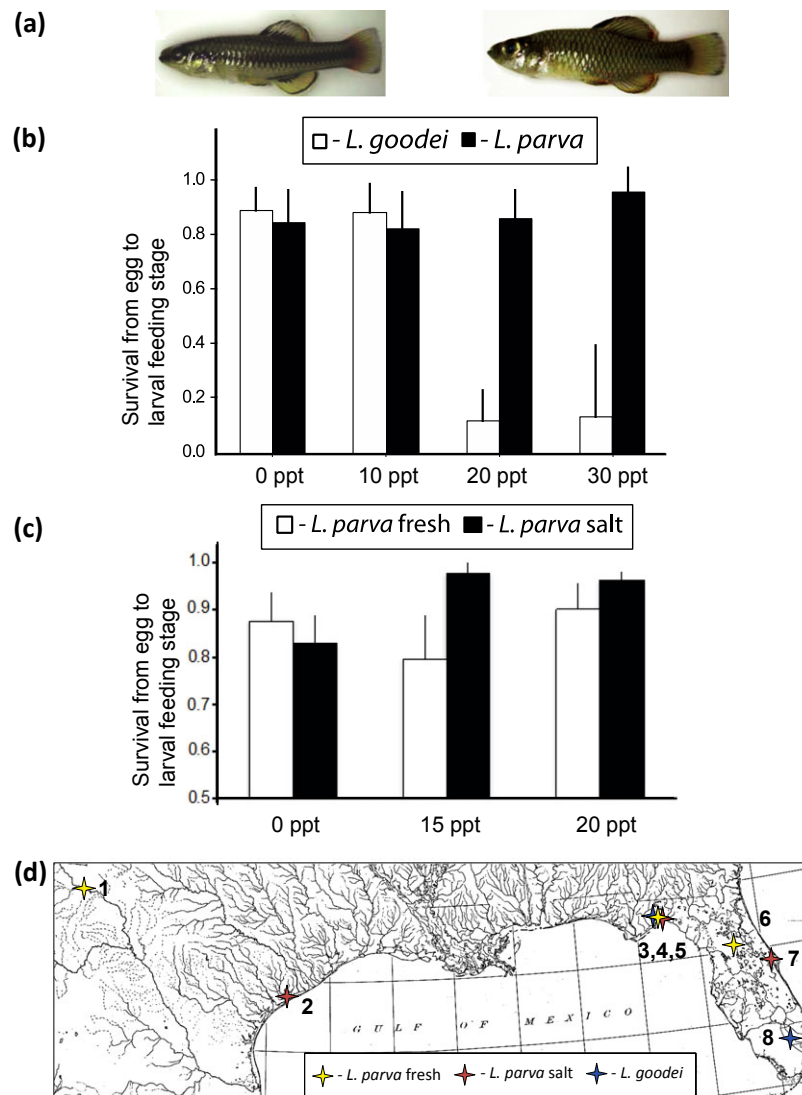 (a)
(b)
- L. goodei - L. parva
Survival from egg to
larval feeding stage
1.0
0.8
0.6
0.4
0.2
0.0
0 ppt 10 ppt 20 ppt 30 ppt
(c)
- L. parva fresh - L. parva salt
Survival from egg to
larval feeding stage
1.0
0.9
0.8
0.7
0.6
0.5
0 ppt 15 ppt 20 ppt
(d)
1
6
3,4,5
7
2
8
GULF OF MEXICO
- L. parva fresh - L. parva salt - L. goodei